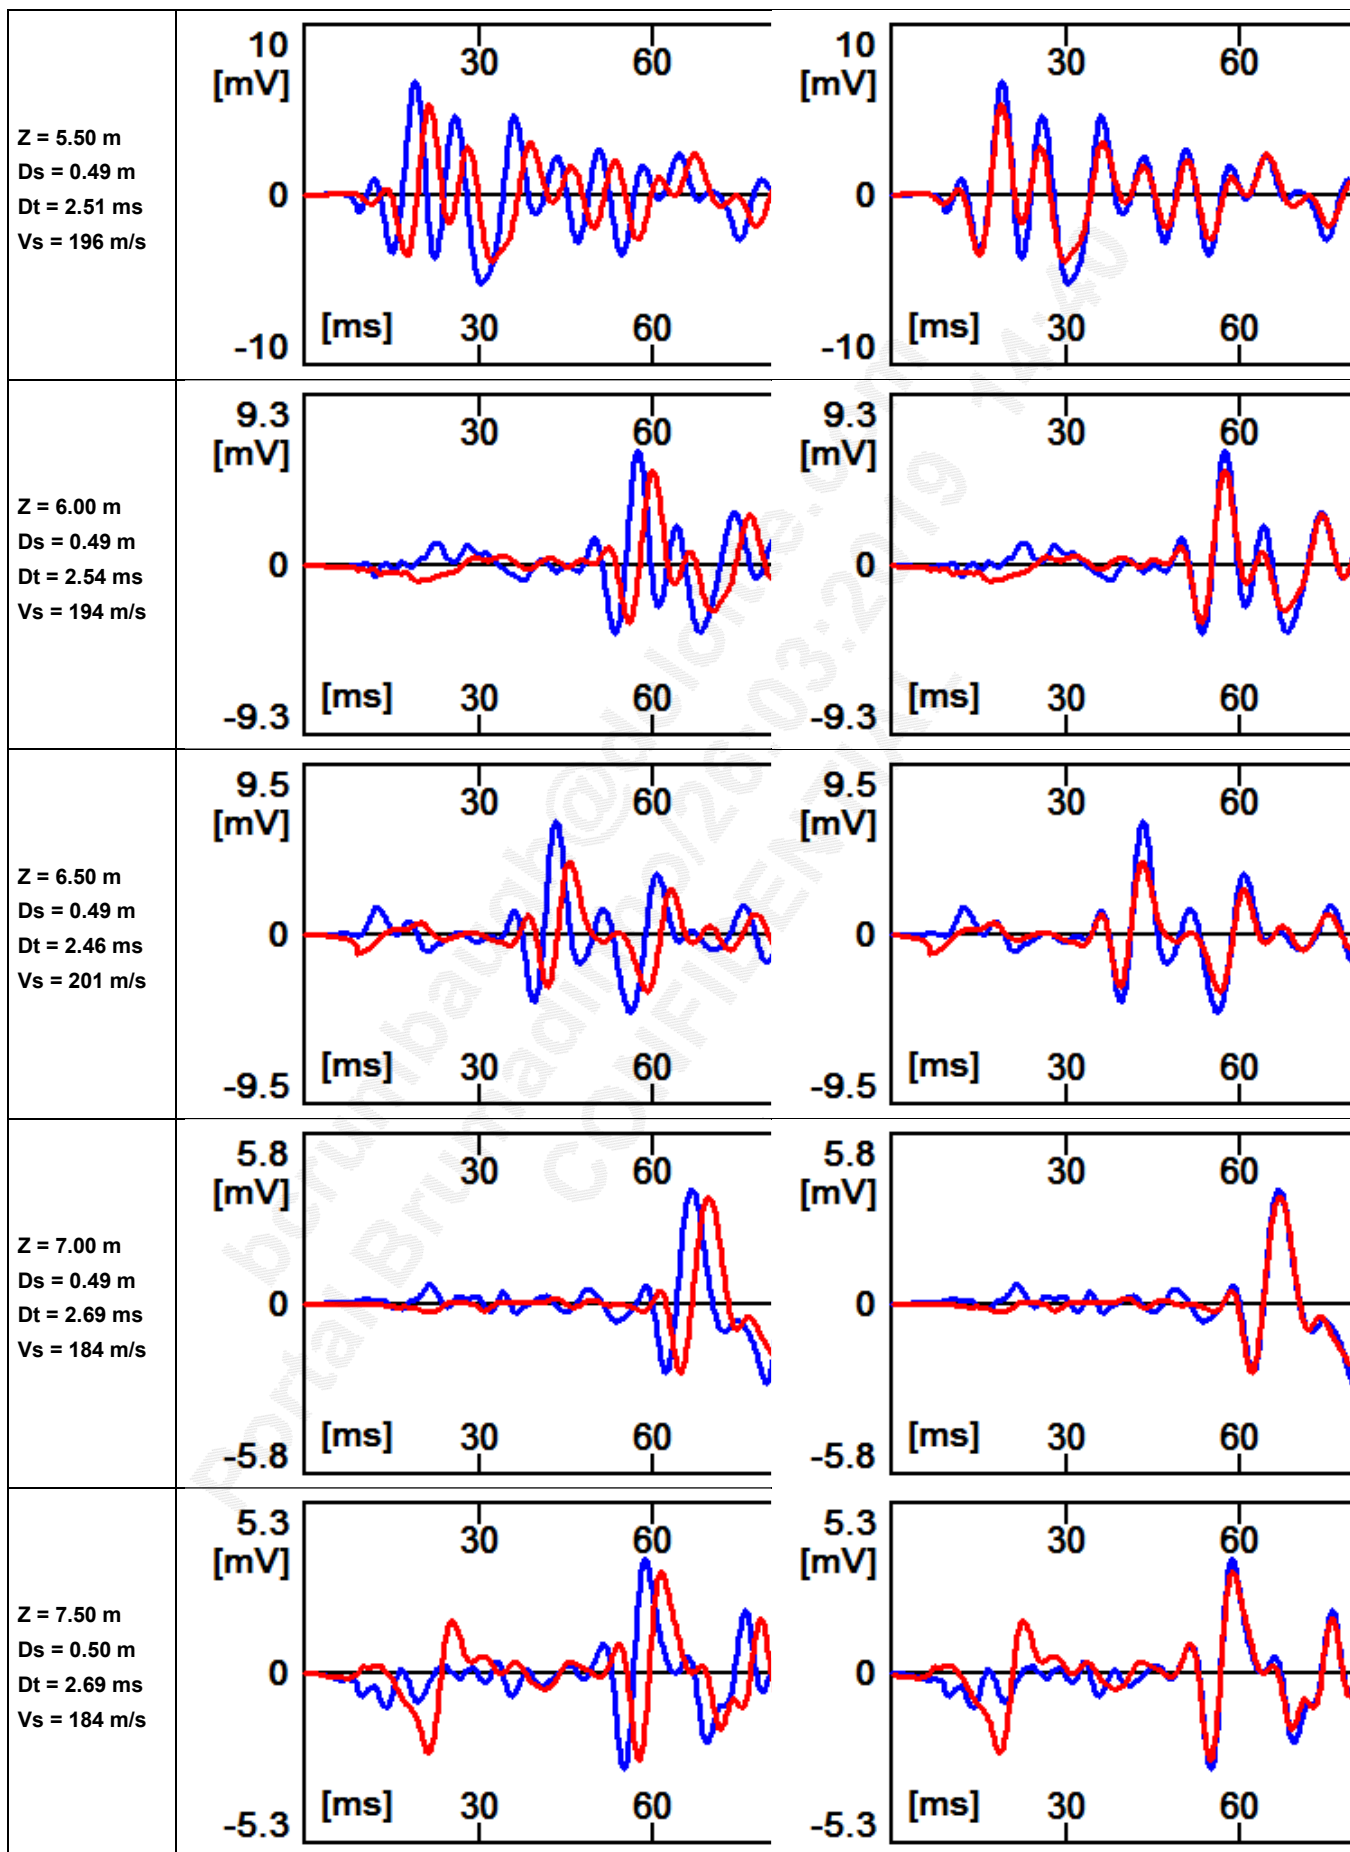 Z = 5.50 m
Ds = 0.49 m
Dt = 2.51 ms
Vs = 196 m/s
10
[mV]
0
-10
30
60
[ms]
30
60
10
[mV]
0
-10
30
60
[ms]
30
60
Z = 6.00 m
Ds = 0.49 m
Dt = 2.54 ms
Vs = 194 m/s
9.3
[mV]
0
-9.3
30
60
[ms]
30
60
9.3
[mV]
0
-9.3
30
60
[ms]
30
60
Z = 6.50 m
Ds = 0.49 m
Dt = 2.46 ms
Vs = 201 m/s
9.5
[mV]
0
-9.5
30
60
[ms]
30
60
9.5
[mV]
0
-9.5
30
60
[ms]
30
60
Z = 7.00 m
Ds = 0.49 m
Dt = 2.69 ms
Vs = 184 m/s
5.8
[mV]
0
-5.8
30
60
[ms]
30
60
5.8
[mV]
0
-5.8
30
60
[ms]
30
60
Z = 7.50 m
Ds = 0.50 m
Dt = 2.69 ms
Vs = 184 m/s
5.3
[mV]
0
-5.3
30
60
[ms]
30
60
5.3
[mV]
0
-5.3
30
60
[ms]
30
60
Portal Brumadinho/26:03:2019 14:40
CONFIDENTIAL